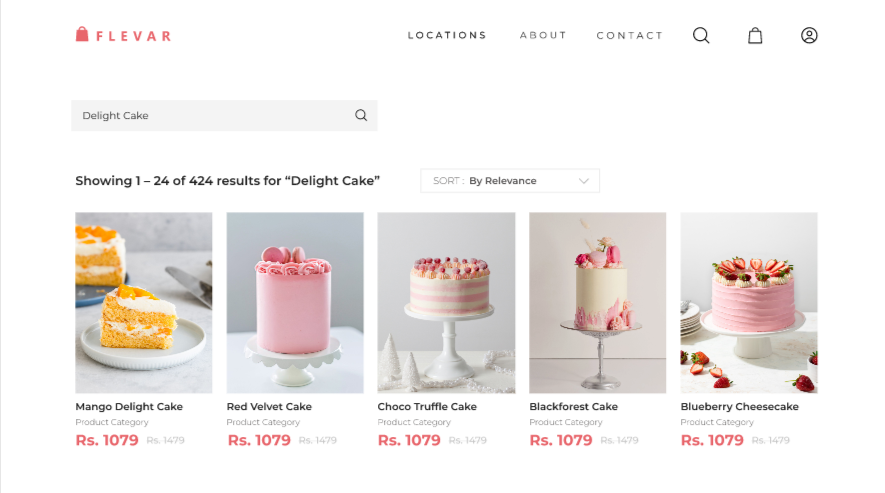 FLEVAR
LOCATIONS ABOUT CONTACT
Delight Cake
Showing 1 – 24 of 424 results for “Delight Cake”
SORT : By Relevance
Mango Delight Cake
Product Category
Rs. 1079 Rs. 1479
Red Velvet Cake
Product Category
Rs. 1079 Rs. 1479
Choco Truffle Cake
Product Category
Rs. 1079 Rs. 1479
Blackforest Cake
Product Category
Rs. 1079 Rs. 1479
Blueberry Cheesecake
Product Category
Rs. 1079 Rs. 1479